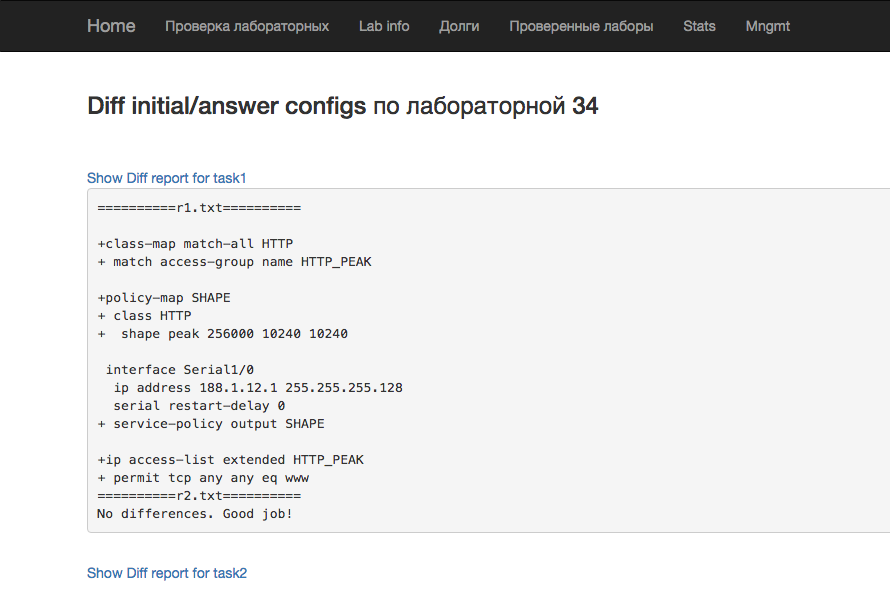 Home Проверка лабораторных Lab info Долги Проверенные лаборы Stats Mngmt
Diff initial/answer configs по лабораторной 34
Show Diff report for task1
==========r1.txt==========
+class-map match-all HTTP
+ match access-group name HTTP_PEAK
+policy-map SHAPE
+ class HTTP
+  shape peak 256000 10240 10240
 interface Serial1/0
  ip address 188.1.12.1 255.255.255.128
  serial restart-delay 0
+ service-policy output SHAPE
+ip access-list extended HTTP_PEAK
+ permit tcp any any eq www
==========r2.txt==========
No differences. Good job!
Show Diff report for task2